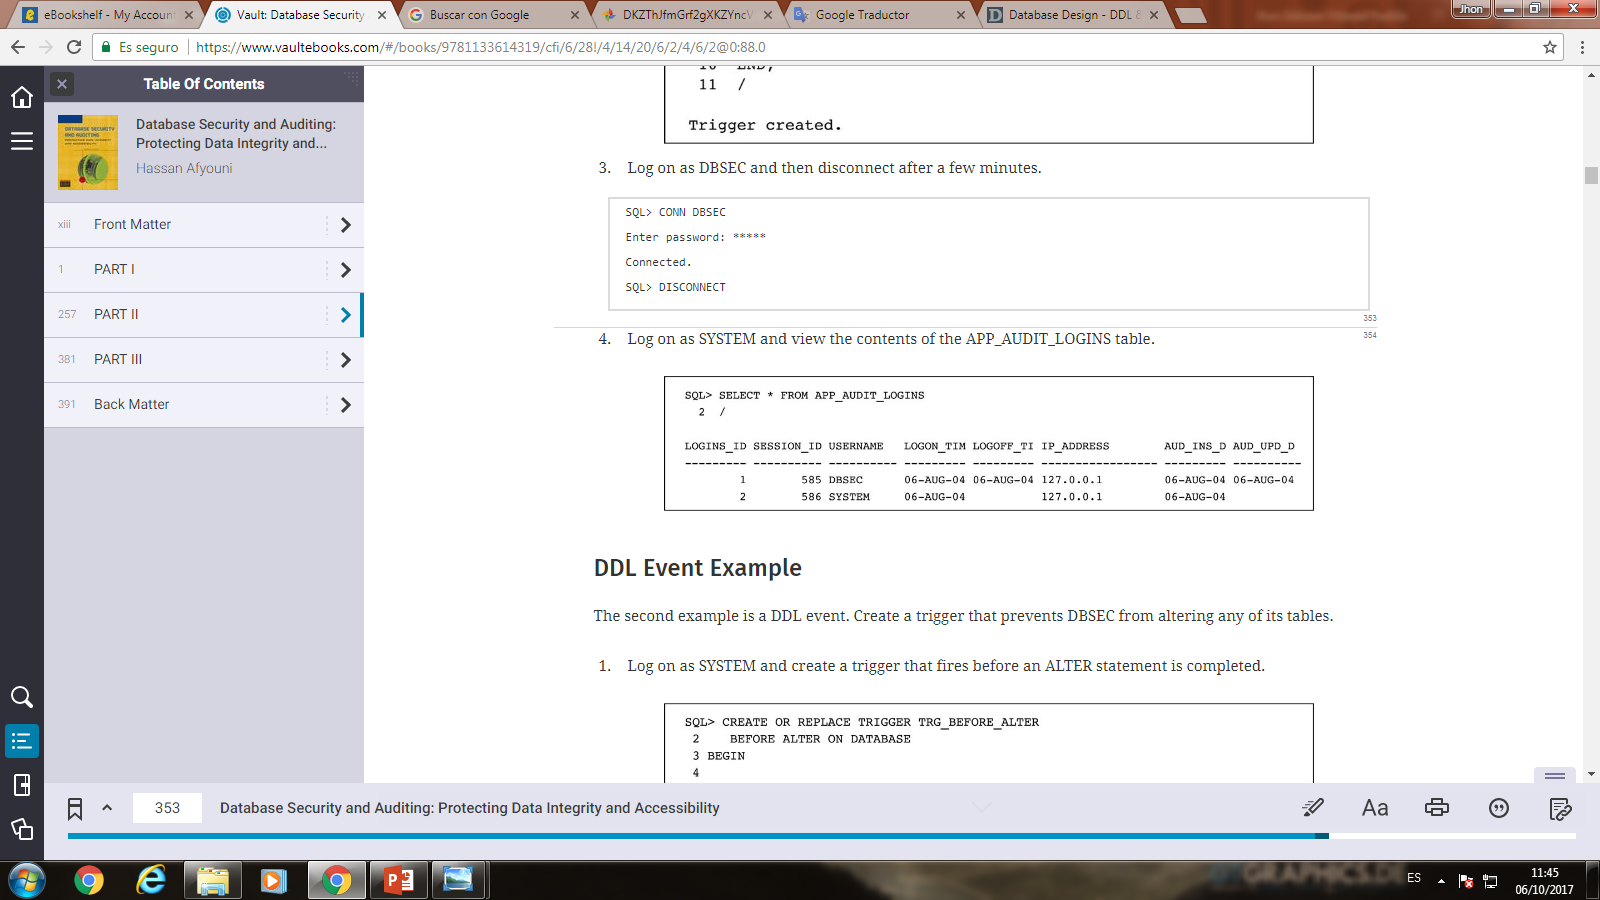 eBookshelf - My Accoun
Vault: Database Security
Buscar con Google
DKZThJfmGrf2gXKZYncV
Google Traductor
Database Design - DDL &
Jhon
Es seguro
https://www.vaultebooks.com/#/books/9781133614319/cfi/6/28!/4/14/20/6/2/4/6/2@0:88.0
Table Of Contents
Database Security and Auditing:
Protecting Data Integrity and...
Hassan Afyouni
xiii Front Matter
1 PART I
257 PART II
381 PART III
391 Back Matter
10 END;
11 /
Trigger created.
3. Log on as DBSEC and then disconnect after a few minutes.
SQL> CONN DBSEC
Enter password: *****
Connected.
SQL> DISCONNECT
353
354
4. Log on as SYSTEM and view the contents of the APP_AUDIT_LOGINS table.
SQL> SELECT * FROM APP_AUDIT_LOGINS
2 /
LOGINS_ID SESSION_ID USERNAME LOGON_TIM LOGOFF_TI IP_ADDRESS AUD_INS_D AUD_UPD_D
--------- ---------- ---------- --------- --------- ----------------- --------- ----------
1 585 DBSEC 06-AUG-04 06-AUG-04 127.0.0.1 06-AUG-04 06-AUG-04
2 586 SYSTEM 06-AUG-04 127.0.0.1 06-AUG-04
DDL Event Example
The second example is a DDL event. Create a trigger that prevents DBSEC from altering any of its tables.
1. Log on as SYSTEM and create a trigger that fires before an ALTER statement is completed.
SQL> CREATE OR REPLACE TRIGGER TRG_BEFORE_ALTER
2 BEFORE ALTER ON DATABASE
3 BEGIN
4
353
Database Security and Auditing: Protecting Data Integrity and Accessibility
Aa
ES
11:45
06/10/2017